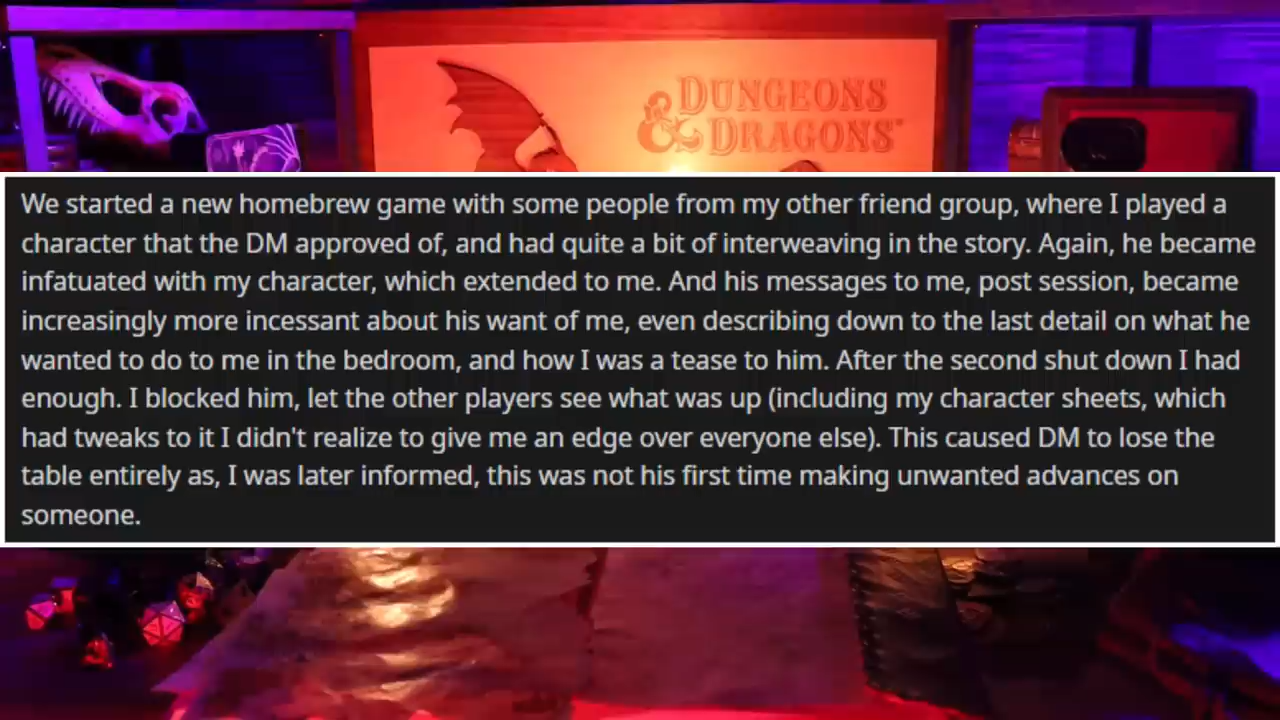 DUNGEONS
& DRAGONS
We started a new homebrew game with some people from my other friend group, where I played a
character that the DM approved of, and had quite a bit of interweaving in the story. Again, he became
infatuated with my character, which extended to me. And his messages to me, post session, became
increasingly more incessant about his want of me, even describing down to the last detail on what he
wanted to do to me in the bedroom, and how I was a tease to him. After the second shut down I had
enough. I blocked him, let the other players see what was up (including my character sheets, which
had tweaks to it I didn't realize to give me an edge over everyone else). This caused DM to lose the
table entirely as, I was later informed, this was not his first time making unwanted advances on
someone.